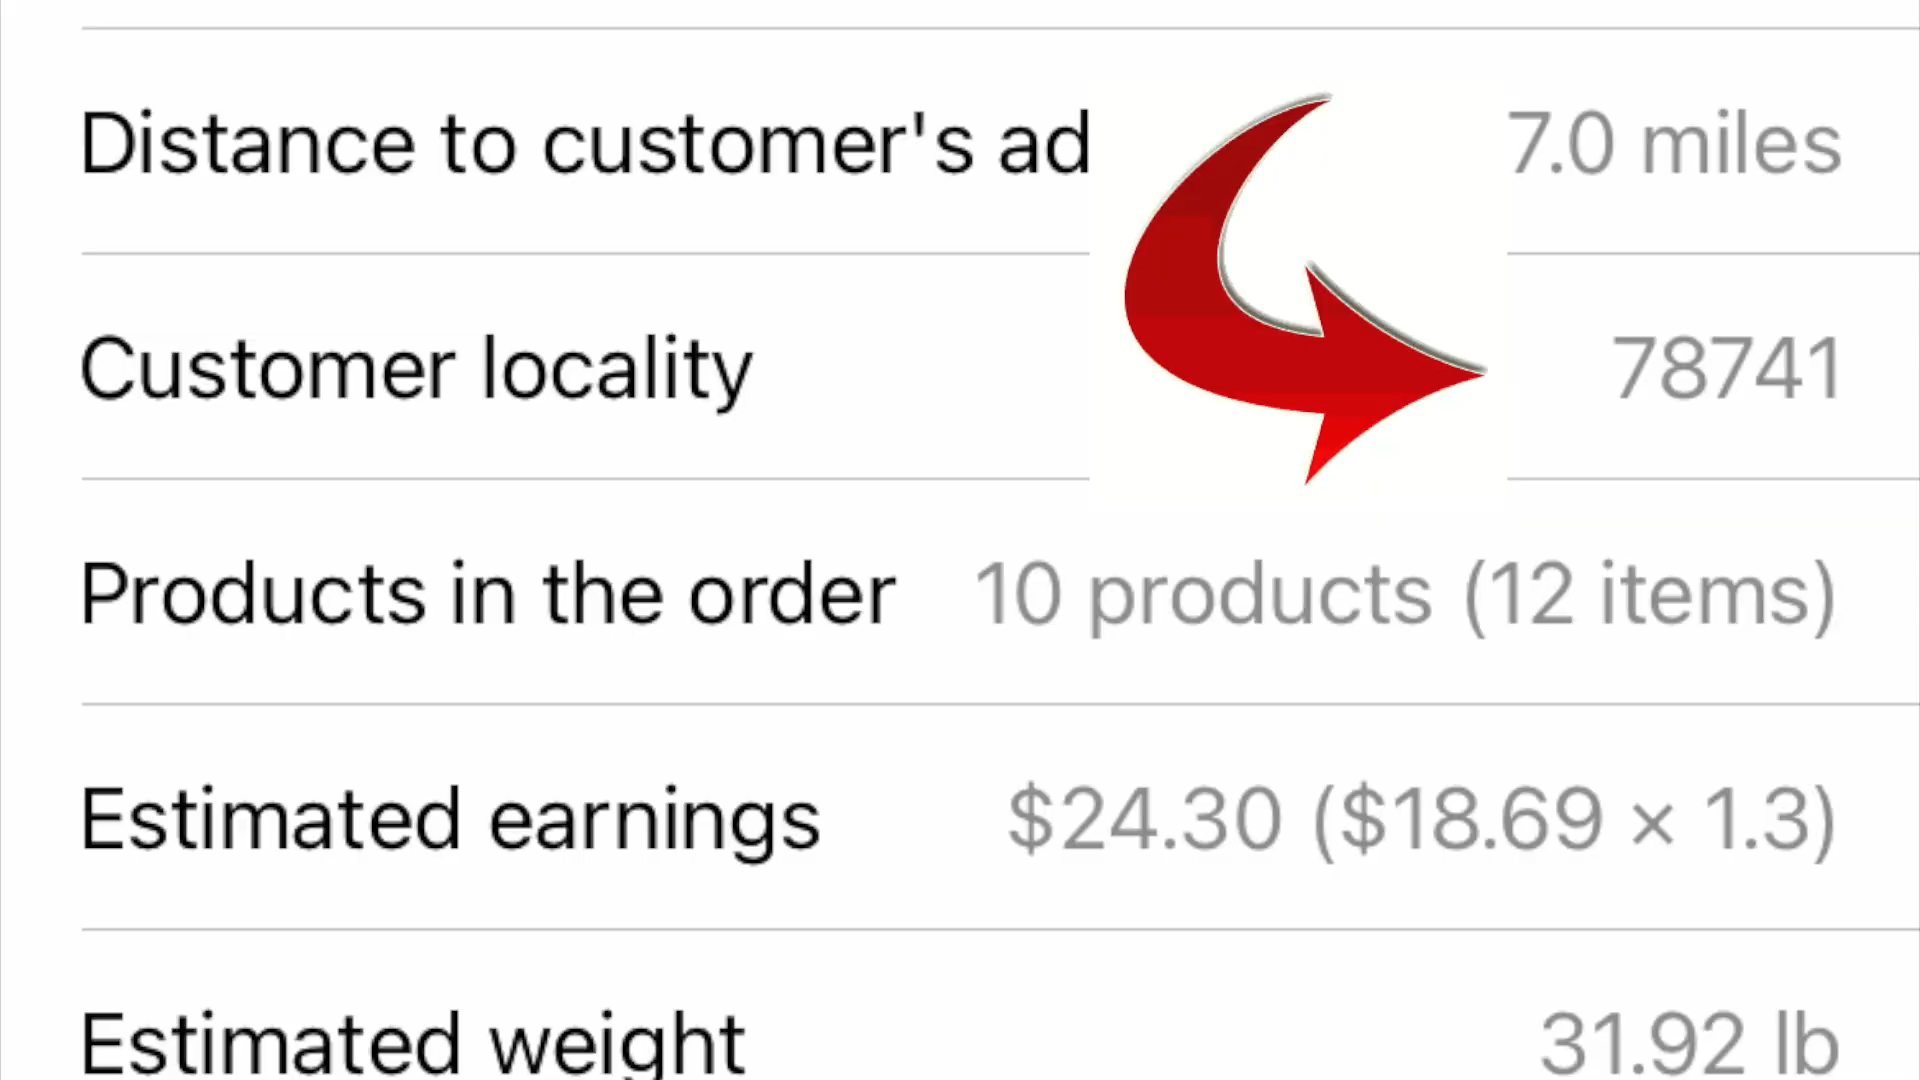 Distance to customer's ad 7.0 miles
Customer locality 78741
Products in the order 10 products (12 items)
Estimated earnings $24.30 ($18.69 × 1.3)
Estimated weight 31.92 lb